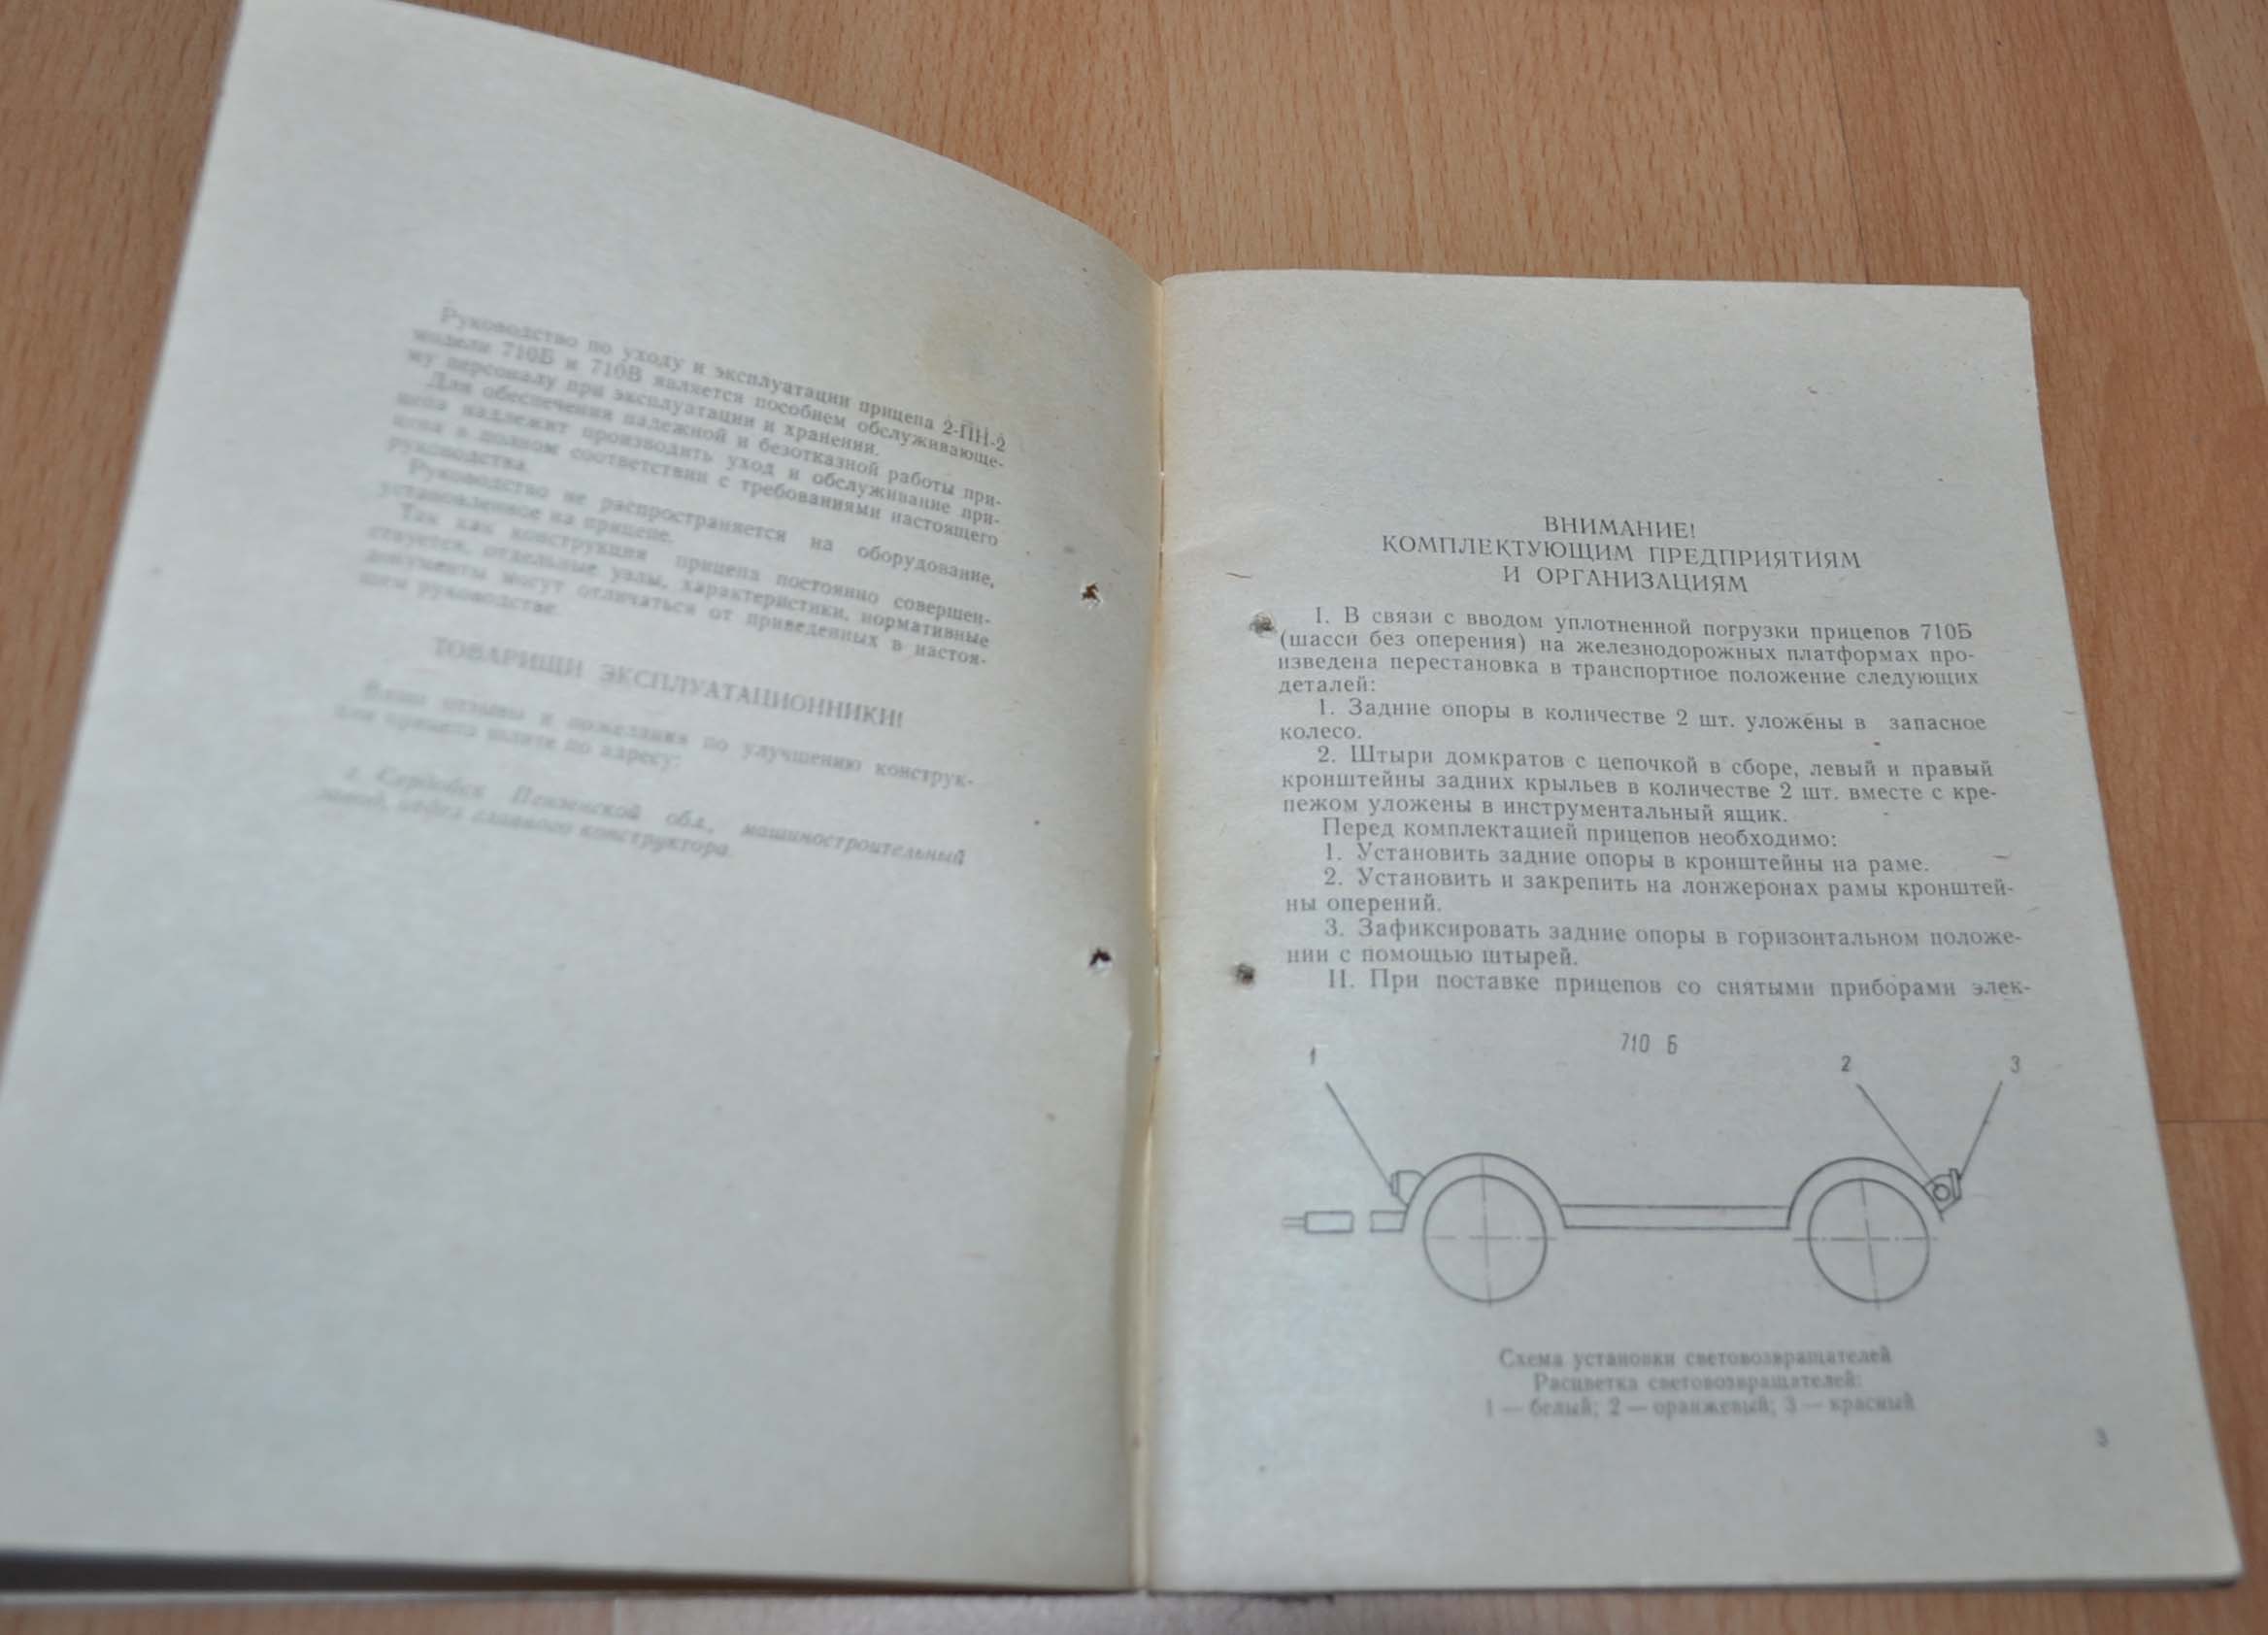 Руководство по уходу и эксплуатации прицепа 2-ПН-2
модели 710Б и 710В является пособием обслуживающе-
му персоналу при эксплуатации и хранении.
Для обеспечения надежной и безотказной работы при-
цепа надлежит производить уход и обслуживание при-
цепа в полном соответствии с требованиями настоящего
руководства.
Руководство не распространяется на оборудование,
установленное на прицепе.
Так как конструкция прицепа постоянно совершен-
ствуется, отдельные узлы, характеристики, нормативные
документы могут отличаться от приведенных в настоя-
щем руководстве.
ТОВАРИЩИ ЭКСПЛУАТАЦИОННИКИ!
Ваши отзывы и пожелания по улучшению конструк-
ции прицепа шлите по адресу:
г. Сердобск Пензенской обл., машиностроительный
завод, отдел главного конструктора.
ВНИМАНИЕ!
КОМПЛЕКТУЮЩИМ ПРЕДПРИЯТИЯМ
И ОРГАНИЗАЦИЯМ
I. В связи с вводом уплотненной погрузки прицепов 710Б
(шасси без оперения) на железнодорожных платформах про-
изведена перестановка в транспортное положение следующих
деталей:
1. Задние опоры в количестве 2 шт. уложены в запасное
колесо.
2. Штыри домкратов с цепочкой в сборе, левый и правый
кронштейны задних крыльев в количестве 2 шт. вместе с кре-
пежом уложены в инструментальный ящик.
Перед комплектацией прицепов необходимо:
1. Установить задние опоры в кронштейны на раме.
2. Установить и закрепить на лонжеронах рамы кронштей-
ны оперений.
3. Зафиксировать задние опоры в горизонтальном положе-
нии с помощью штырей.
II. При поставке прицепов со снятыми приборами элек-
710 Б
1 2 3
Схема установки световозвращателей
Расцветка световозвращателей:
1 — белый; 2 — оранжевый; 3 — красный
3